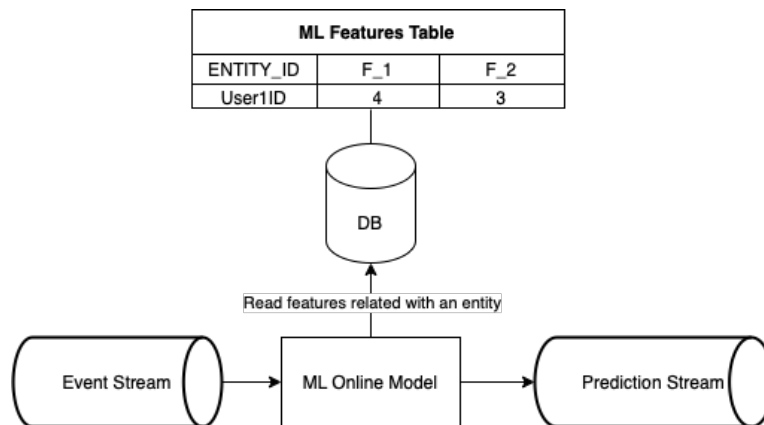 ML Features Table
ENTITY_ID F_1 F_2
User1ID 4 3
DB
Read features related with an entity
Event Stream ML Online Model Prediction Stream